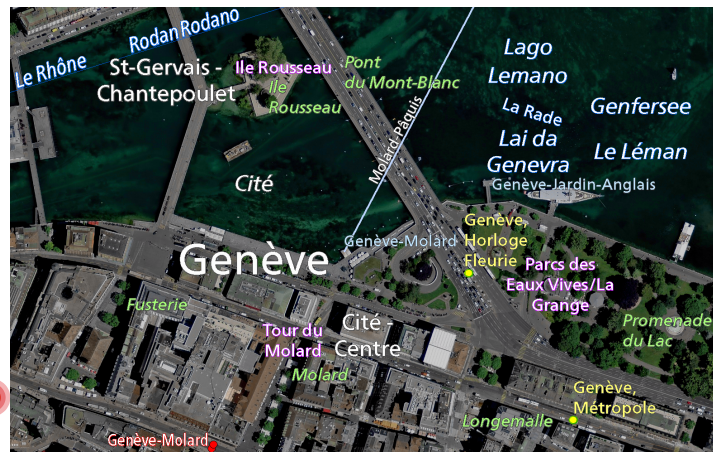 Le Rhône
Rodan Rodano
St-Gervais -
Chantepoulet
Ile Rousseau
Île
Rousseau
Pont
du Mont-Blanc
Lago
Lemano
La Rade
Genfersee
Lai da
Genevra
Le Léman
Molard-Pâquis
Cité
Genève-Jardin-Anglais
Genève-Molard
Genève,
Horloge
Fleurie
Genève
Parcs des
Eaux-Vives/La
Grange
Fusterie
Tour du
Molard
Cité -
Centre
Molard
Promenade
du Lac
Genève,
Métropole
Longemalle
Genève-Molard